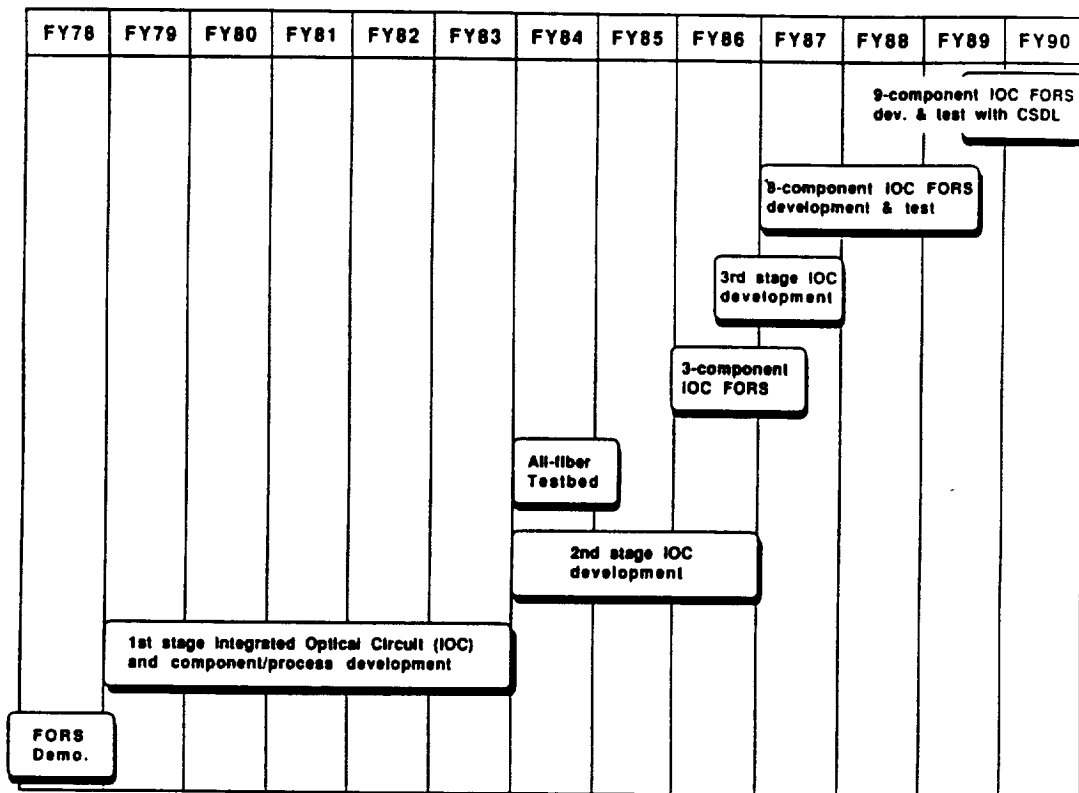 FY78 FY79 FY80 FY81 FY82 FY83 FY84 FY85 FY86 FY87 FY88 FY89 FY90
9-component IOC FORS
dev. & test with CSDL
8-component IOC FORS
development & test
3rd stage IOC
development
3-component
IOC FORS
All-fiber
Testbed
2nd stage IOC
development
1st stage Integrated Optical Circuit (IOC)
and component/process development
FORS
Demo.